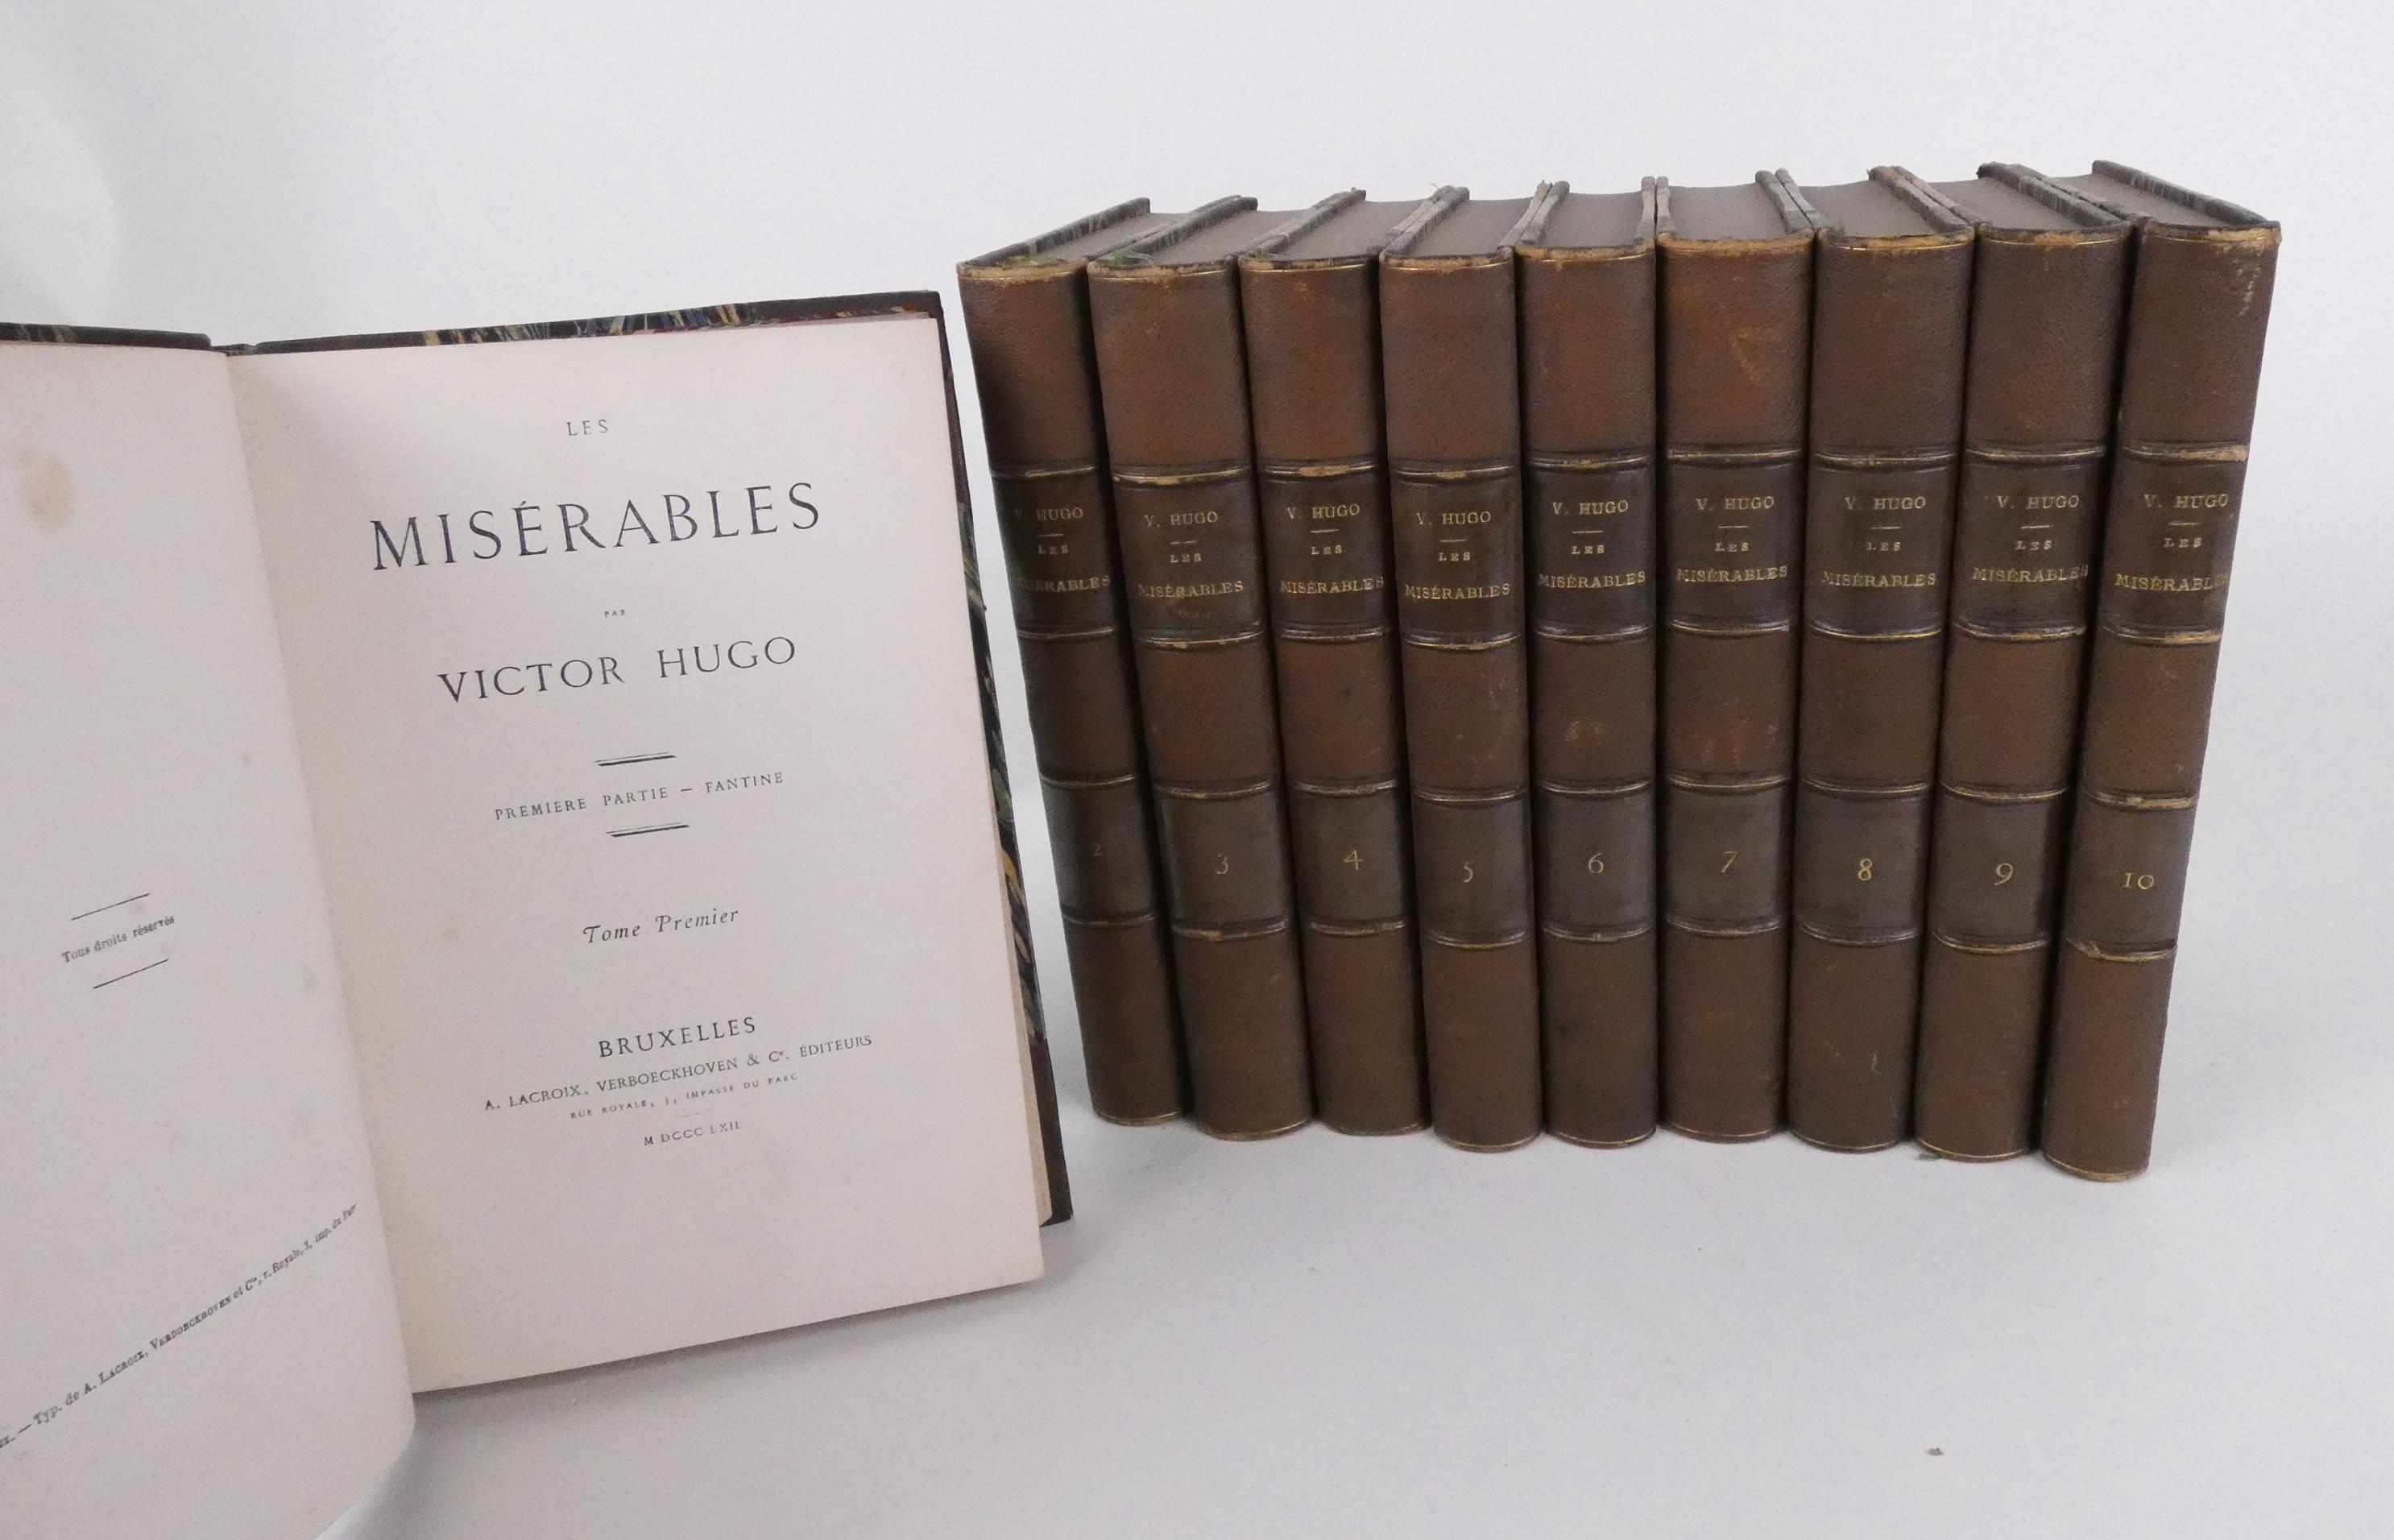 Tous droits réservés
— Typ. de A. LACROIX, VERBOECKHOVEN et Cie, r. Royale, 3, imp. du Par
LES
MISÉRABLES
PAR
VICTOR HUGO
PREMIÈRE PARTIE — FANTINE
Tome Premier
BRUXELLES
A. LACROIX, VERBOECKHOVEN & Ce. ÉDITEURS
RUE ROYALE, 3, IMPASSE DU PARC
M DCCC LXII
V. HUGO
LES
MISÉRABLES
2
V. HUGO
LES
MISÉRABLES
3
V. HUGO
LES
MISÉRABLES
4
V. HUGO
LES
MISÉRABLES
5
V. HUGO
LES
MISÉRABLES
6
V. HUGO
LES
MISÉRABLES
7
V. HUGO
LES
MISÉRABLES
8
V. HUGO
LES
MISÉRABLES
9
V. HUGO
LES
MISÉRABLES
10